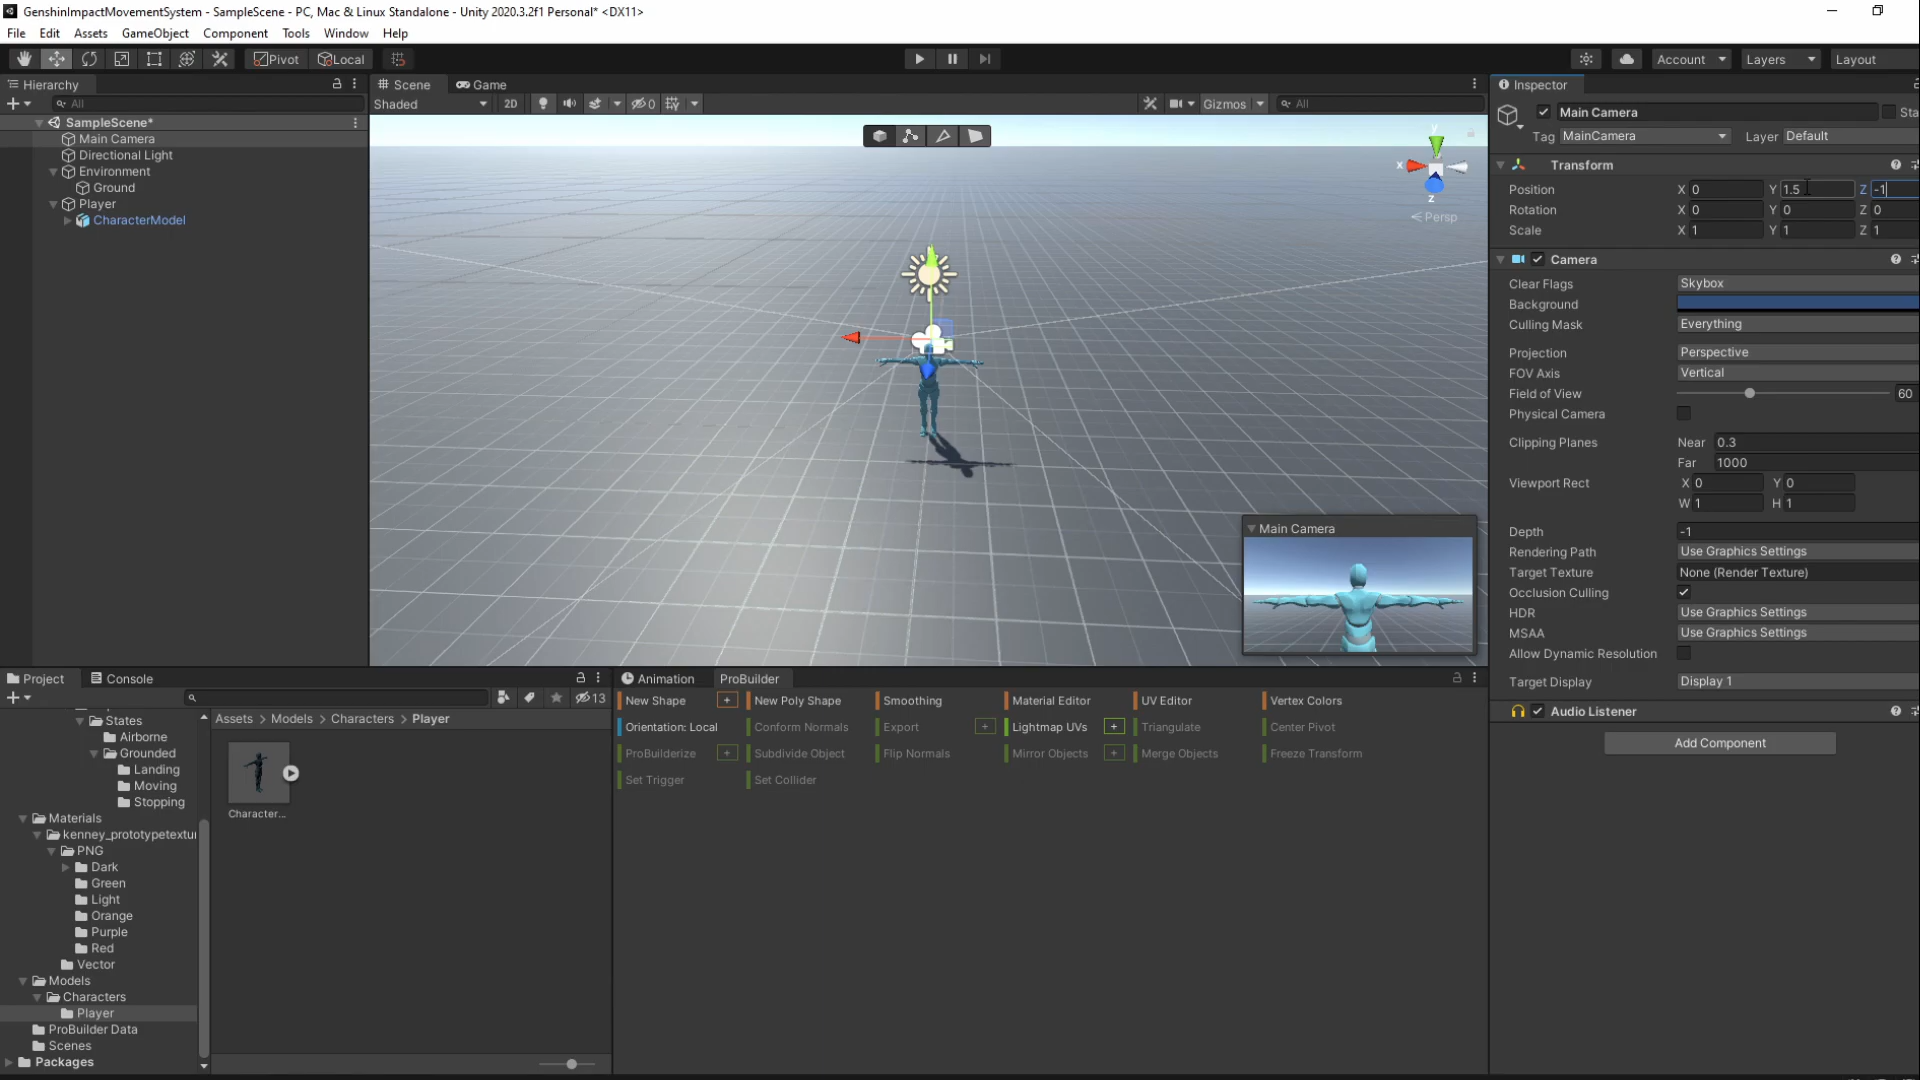 GenshinImpactMovementSystem - SampleScene - PC, Mac & Linux Standalone - Unity 2020.3.2f1 Personal* <DX11>
File Edit Assets GameObject Component Tools Window Help
Pivot Local Account Layers Layout
Hierarchy
All
SampleScene*
Main Camera
Directional Light
Environment
Ground
Player
CharacterModel
Scene Game
Shaded 2D 0 Gizmos All
y
x
z
Persp
Main Camera
Inspector
Main Camera Sta
Tag MainCamera Layer Default
Transform
Position X 0 Y 1.5 Z -1
Rotation X 0 Y 0 Z 0
Scale X 1 Y 1 Z 1
Camera
Clear Flags Skybox
Background
Culling Mask Everything
Projection Perspective
FOV Axis Vertical
Field of View 60
Physical Camera
Clipping Planes Near 0.3
Far 1000
Viewport Rect X 0 Y 0
W 1 H 1
Depth -1
Rendering Path Use Graphics Settings
Target Texture None (Render Texture)
Occlusion Culling
HDR Use Graphics Settings
MSAA Use Graphics Settings
Allow Dynamic Resolution
Target Display Display 1
Audio Listener
Add Component
Project Console
13
States
Airborne
Grounded
Landing
Moving
Stopping
Materials
kenney_prototypetextu
PNG
Dark
Green
Light
Orange
Purple
Red
Vector
Models
Characters
Player
ProBuilder Data
Scenes
Packages
Assets > Models > Characters > Player
Character...
Animation ProBuilder
New Shape + New Poly Shape Smoothing Material Editor UV Editor Vertex Colors
Orientation: Local Conform Normals Export + Lightmap UVs + Triangulate Center Pivot
ProBuilderize + Subdivide Object Flip Normals Mirror Objects + Merge Objects Freeze Transform
Set Trigger Set Collider